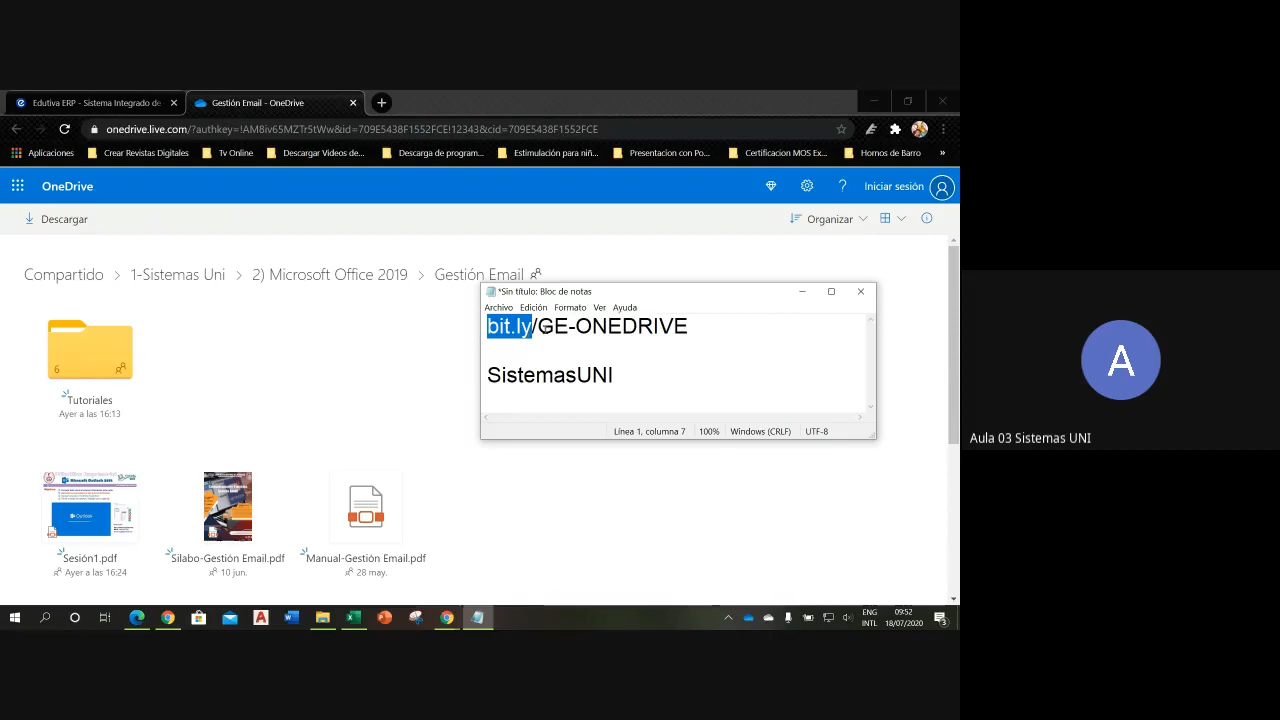 Edutiva ERP - Sistema Integrado de
Gestión Email - OneDrive
onedrive.live.com/?authkey=!AM8iv65MZTr5tWw&id=709E5438F1552FCE!12343&cid=709E5438F1552FCE
Aplicaciones
Crear Revistas Digitales
Tv Online
Descargar Videos de...
Descarga de program...
Estimulación para niñ...
Presentacion con Po...
Certificacion MOS Ex...
Hornos de Barro
»
OneDrive
Iniciar sesión
Descargar
Organizar
Compartido > 1-Sistemas Uni > 2) Microsoft Office 2019 > Gestión Email
*Sin título: Bloc de notas
Archivo Edición Formato Ver Ayuda
bit.ly/GE-ONEDRIVE
SistemasUNI
Línea 1, columna 7 100% Windows (CRLF) UTF-8
6
Tutoriales
Ayer a las 16:13
Sesión1.pdf
Ayer a las 16:24
Silabo-Gestión Email.pdf
10 jun.
Manual-Gestión Email.pdf
28 may.
A
Aula 03 Sistemas UNI
ENG
INTL
09:52
18/07/2020
3